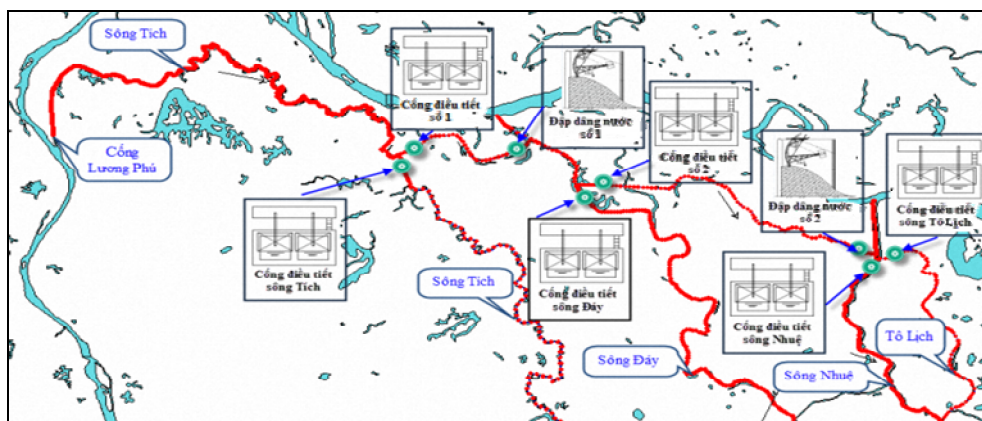 Sông Tích
Cống điều tiết
số 1
Đập dâng nước
số 1
Cống điều tiết
số 2
Đập dâng nước
số 2
Cống điều tiết
sông Tô Lịch
Cống
Lương Phú
Cống điều tiết
sông Tích
Cống điều tiết
sông Đáy
Cống điều tiết
sông Nhuệ
Sông Tích
Sông Đáy
Sông Nhuệ
Tô Lịch